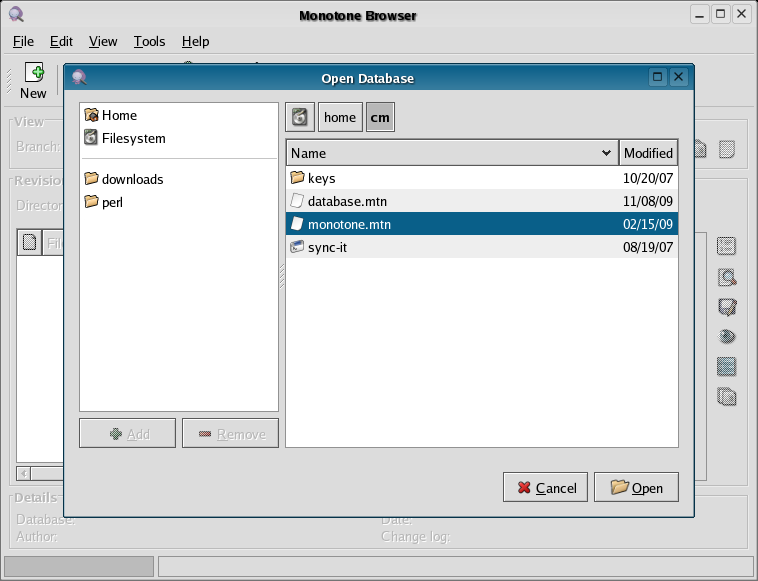 Monotone Browser
File Edit View Tools Help
New
Open Database
View
Branch:
Revision
Director
Fil
Home
Filesystem
downloads
perl
Add
Remove
home
cm
Name Modified
keys 10/20/07
database.mtn 11/08/09
monotone.mtn 02/15/09
sync-it 08/19/07
Cancel
Open
Details
Database:
Date:
Author:
Change log: